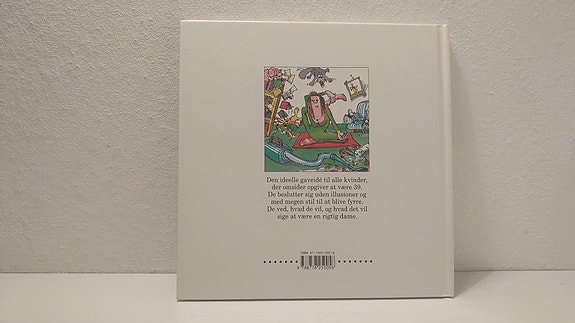 Den ideelle gaveidé til alle kvinder,
der omsider opgiver at være 39.
De beslutter sig uden illusioner og
med megen stil til at blive fyrre.
De ved, hvad de vil, og hvad det vil
sige at være en rigtig dame.